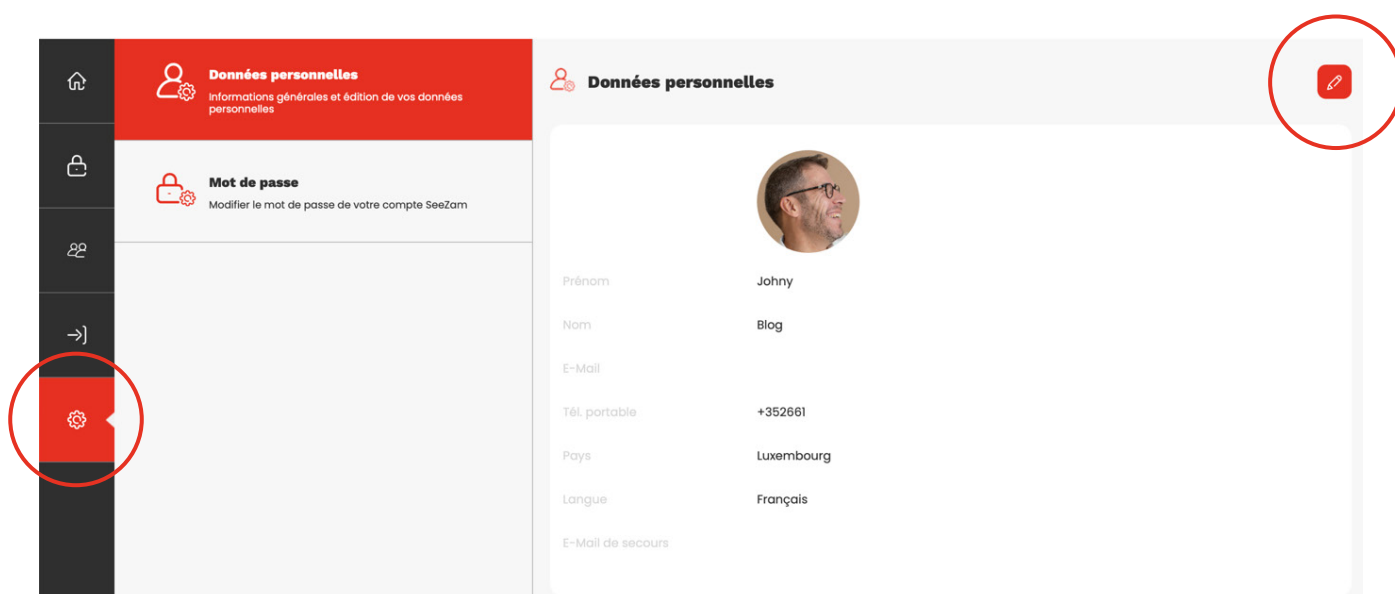 Données personnelles
Informations générales et édition de vos données
personnelles
Mot de passe
Modifier le mot de passe de votre compte SeeZam
Données personnelles
Prénom Johny
Nom Blog
E-Mail
Tél. portable +352661
Pays Luxembourg
Langue Français
E-Mail de secours